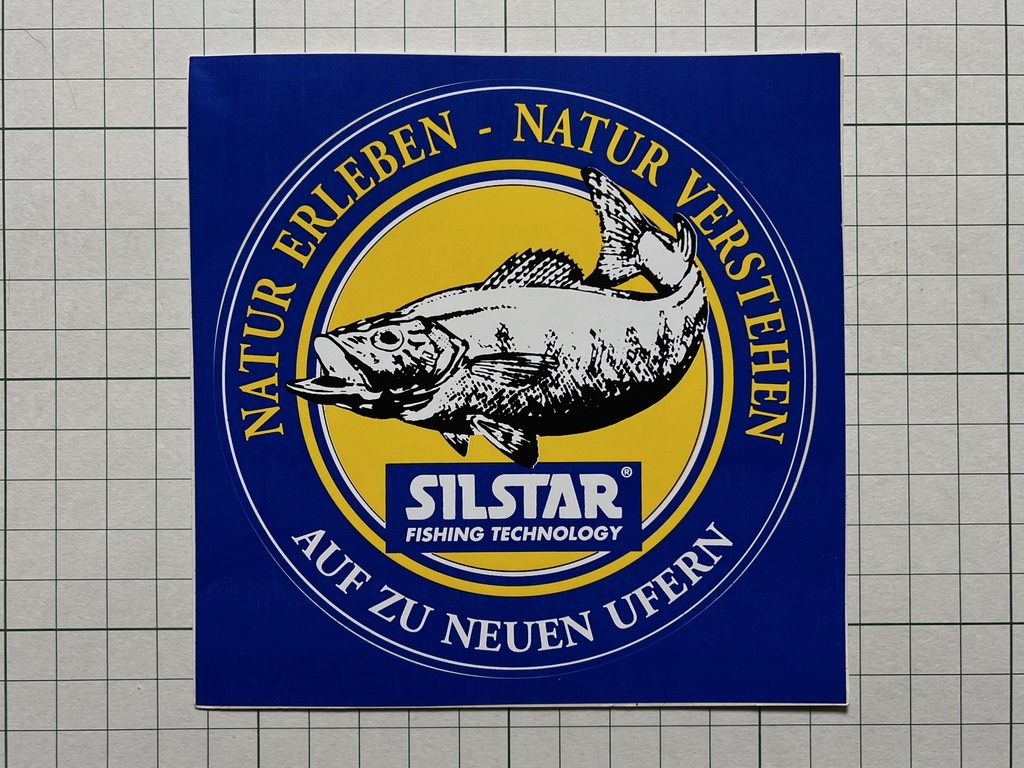 NATUR ERLEBEN - NATUR VERSTEHEN
SILSTAR®
FISHING TECHNOLOGY
AUF ZU NEUEN UFERN